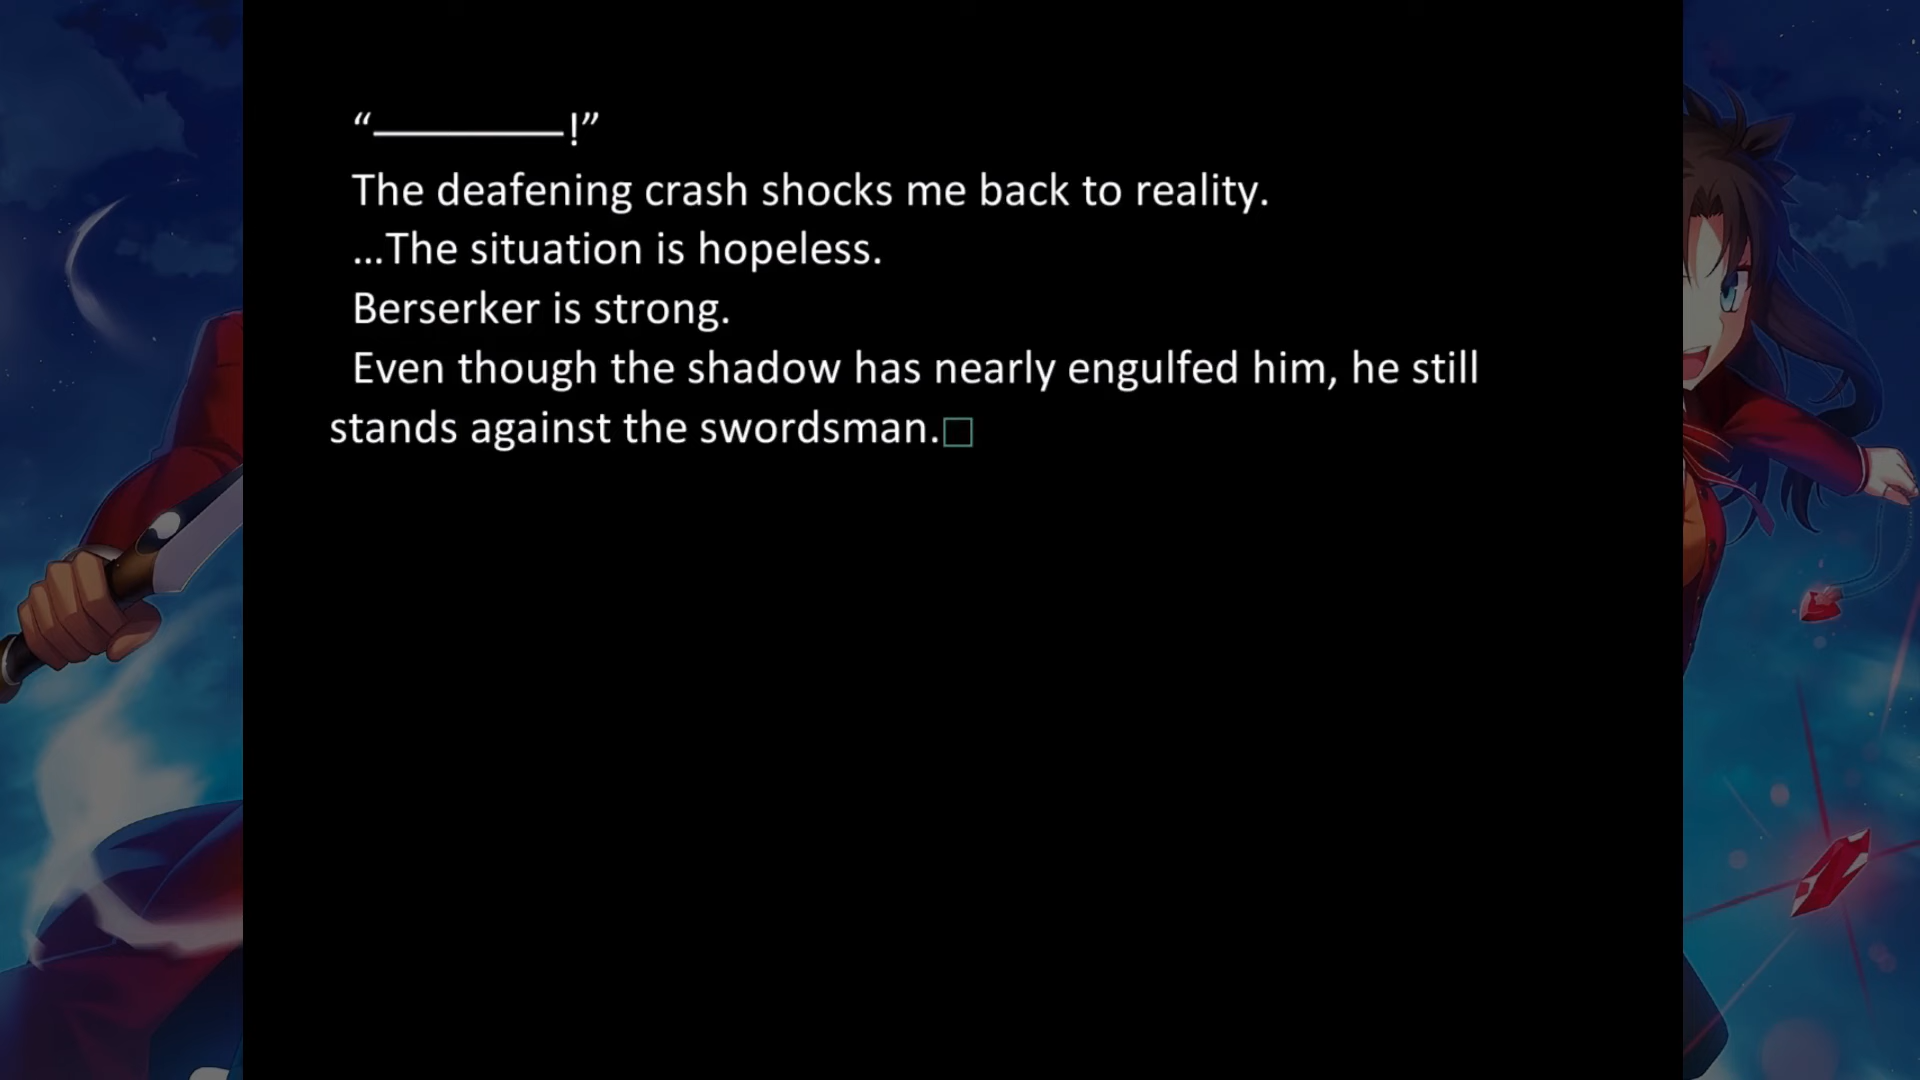 “────────!”
The deafening crash shocks me back to reality.
…The situation is hopeless.
Berserker is strong.
Even though the shadow has nearly engulfed him, he still
stands against the swordsman.